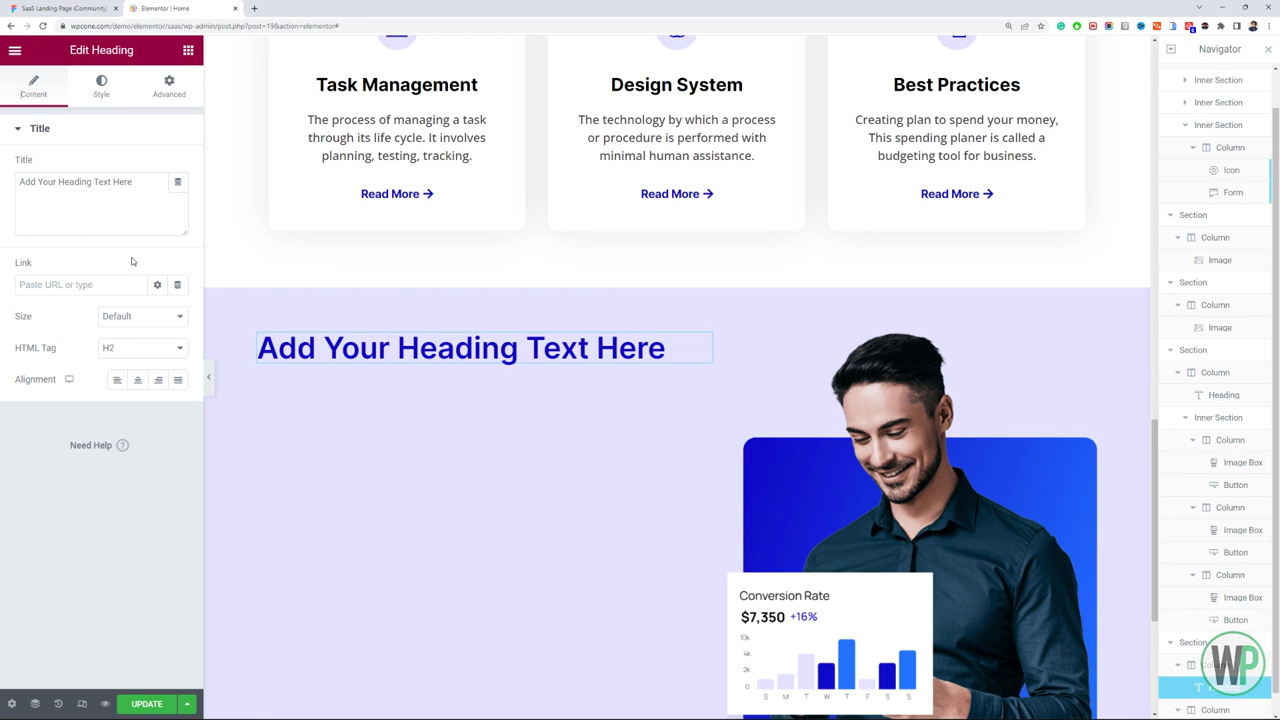 SaaS Landing Page (Community)
Elementor | Home
wpcone.com/demo/elementor/saas/wp-admin/post.php?post=19&action=elementor#
Edit Heading
Content
Style
Advanced
Title
Title
Add Your Heading Text Here
Link
Paste URL or type
Size
Default
HTML Tag
H2
Alignment
Need Help
UPDATE
Task Management
The process of managing a task
through its life cycle. It involves
planning, testing, tracking.
Read More
Design System
The technology by which a process
or procedure is performed with
minimal human assistance.
Read More
Best Practices
Creating plan to spend your money,
This spending planer is called a
budgeting tool for business.
Read More
Add Your Heading Text Here
Conversion Rate
$7,350 +16%
10k
4k
2k
0
S M T W T F S S
Navigator
Inner Section
Inner Section
Inner Section
Column
Icon
Form
Section
Column
Image
Section
Column
Image
Section
Column
Heading
Inner Section
Column
Image Box
Button
Column
Image Box
Button
Column
Image Box
Button
Section
WP
Column